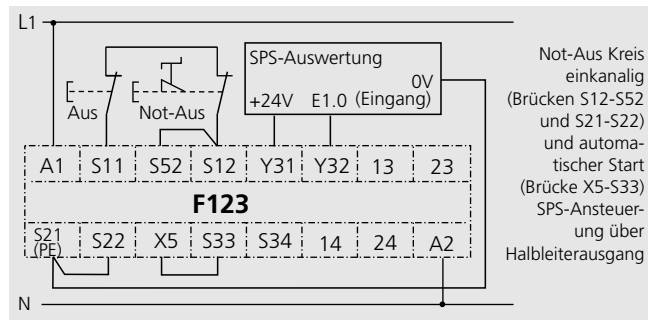 L1
SPS-Auswertung
0V
+24V E1.0 (Eingang)
Aus Not-Aus
A1 S11 S52 S12 Y31 Y32 13 23
F123
S21 (PE) S22 X5 S33 S34 14 24 A2
N
Not-Aus Kreis
einkanalig
(Brücken S12-S52
und S21-S22)
und automa-
tischer Start
(Brücke X5-S33)
SPS-Ansteuer-
ung über
Halbleiterausgang